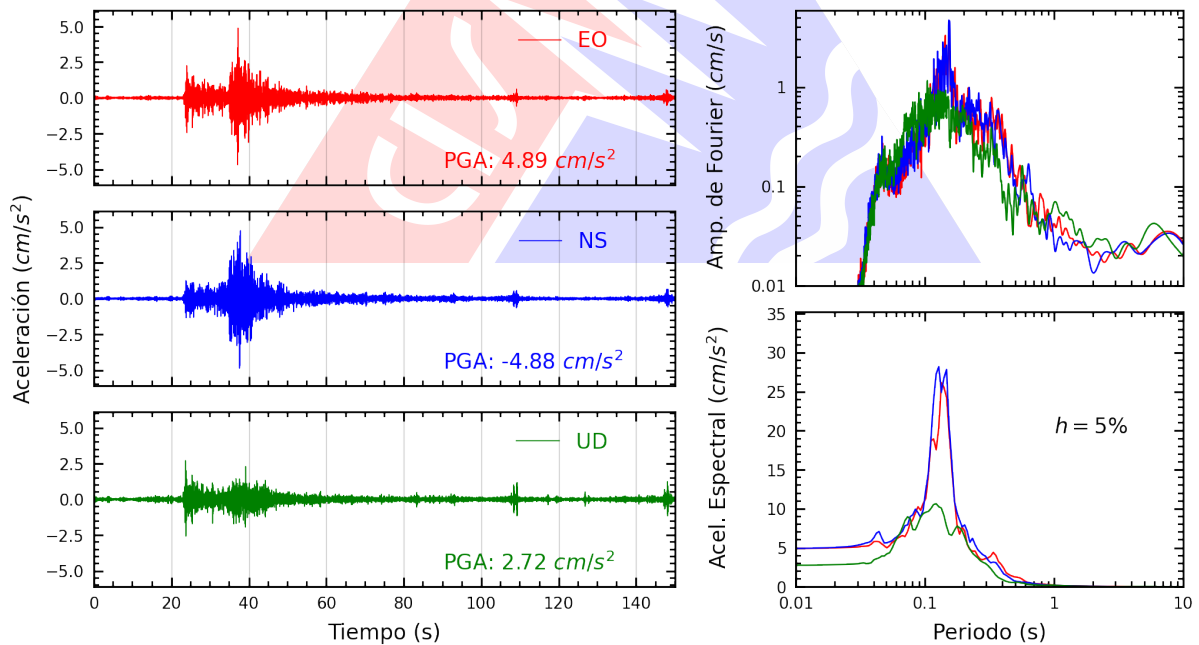 Aceleración (cm/s²)
5.0
2.5
0.0
−2.5
−5.0
EO
PGA: 4.89 cm/s²
5.0
2.5
0.0
−2.5
−5.0
NS
PGA: -4.88 cm/s²
5.0
2.5
0.0
−2.5
−5.0
UD
PGA: 2.72 cm/s²
0 20 40 60 80 100 120 140
Tiempo (s)
Amp. de Fourier (cm/s)
1
0.1
0.01
Acel. Espectral (cm/s²)
35
30
25
20
15
10
5
0
h = 5%
0.01 0.1 1 10
Periodo (s)
CIS